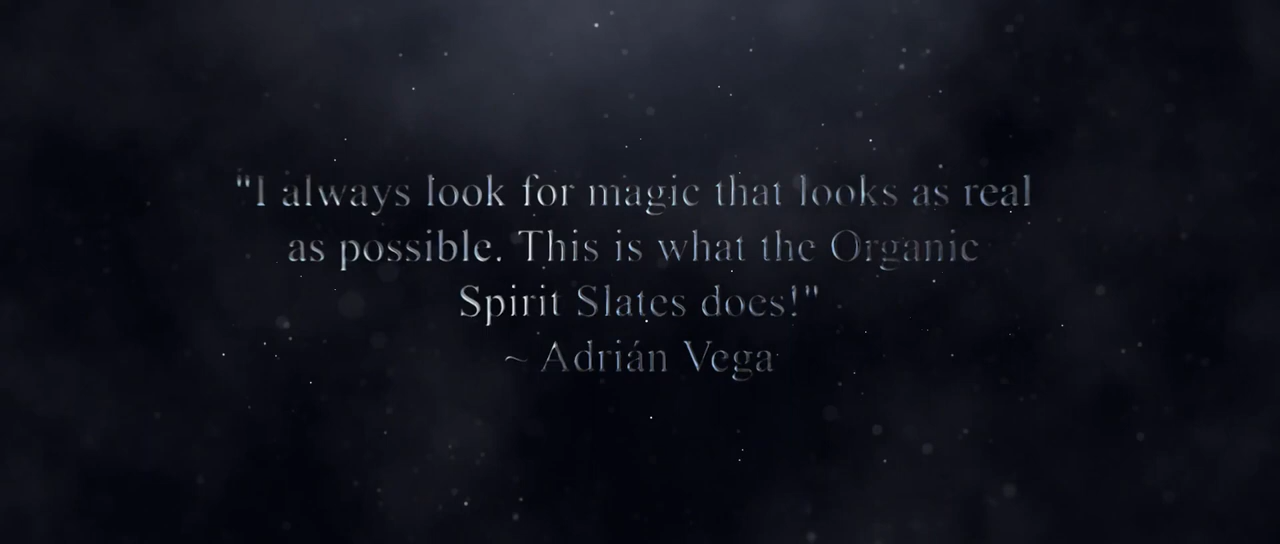 "I always look for magic that looks as real
as possible. This is what the Organic
Spirit Slates does!"
~ Adrián Vega